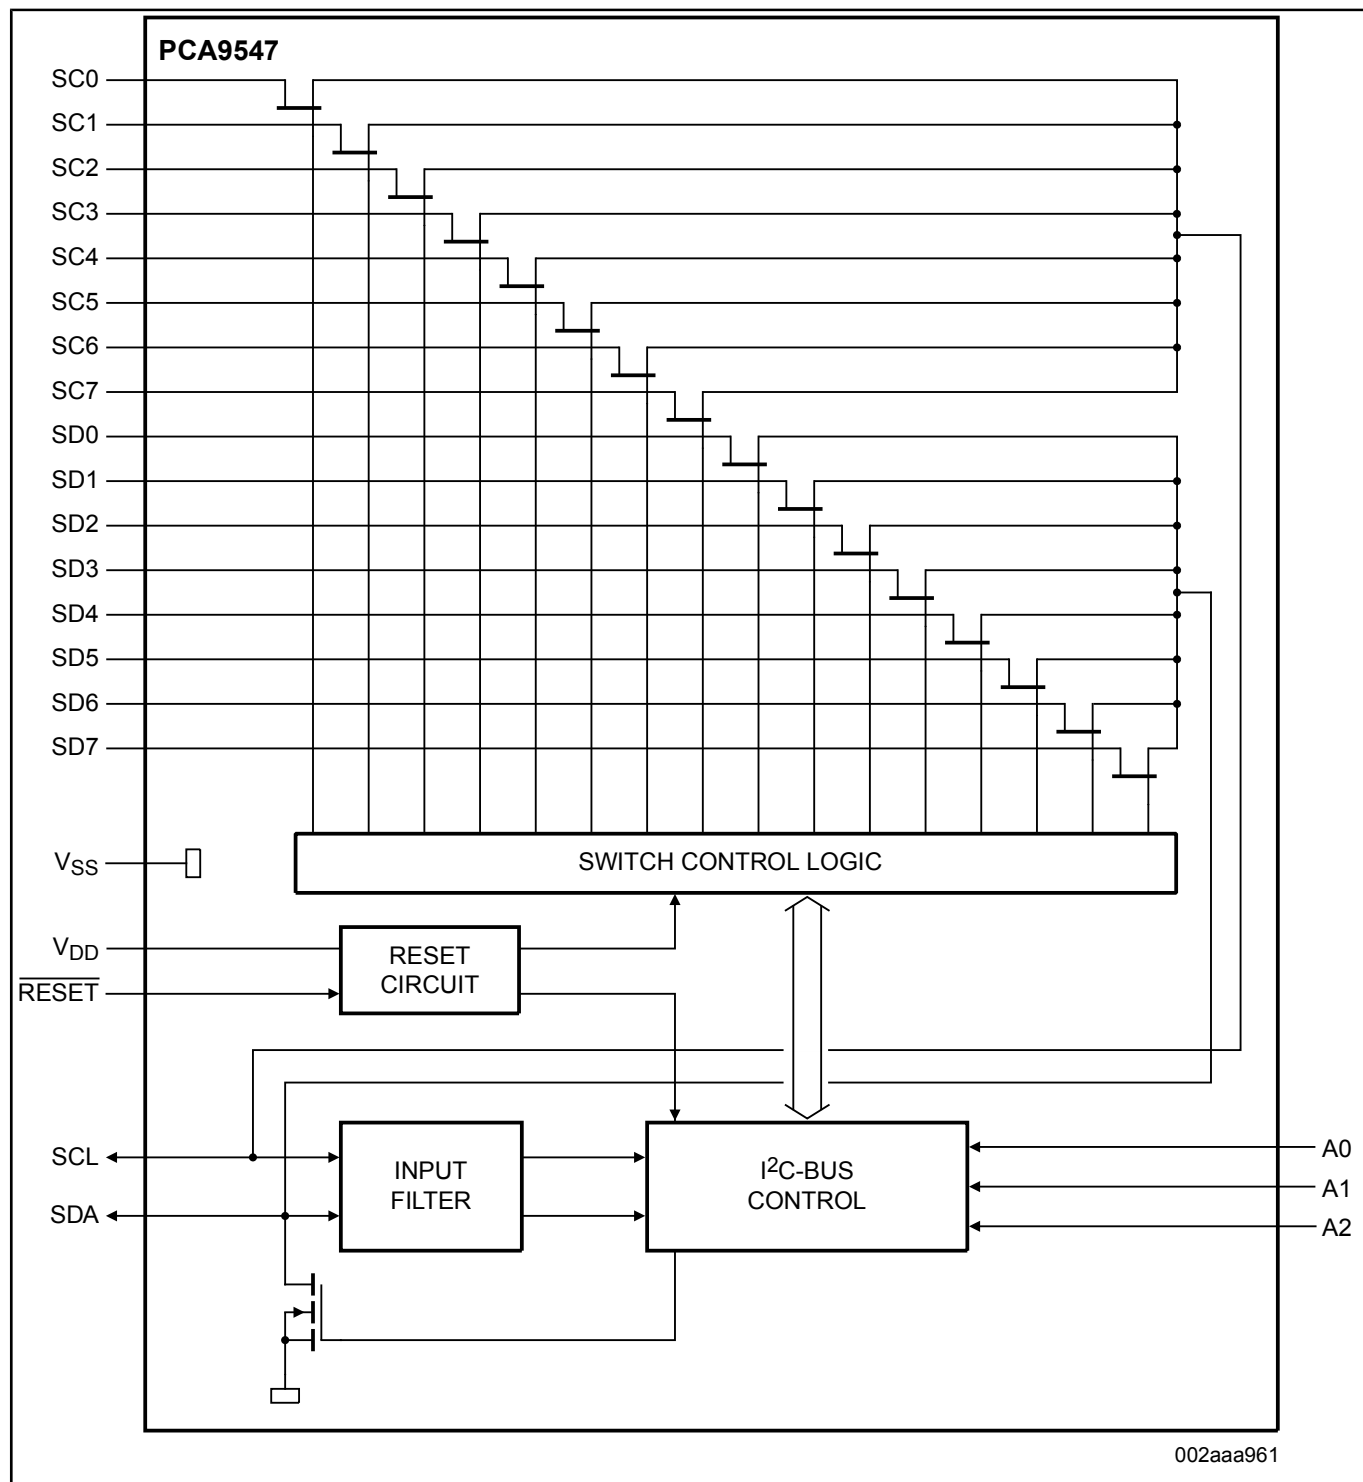 PCA9547
SC0
SC1
SC2
SC3
SC4
SC5
SC6
SC7
SD0
SD1
SD2
SD3
SD4
SD5
SD6
SD7
VSS
SWITCH CONTROL LOGIC
VDD
RESET
RESET
CIRCUIT
SCL
SDA
INPUT
FILTER
I²C-BUS
CONTROL
A0
A1
A2
002aaa961